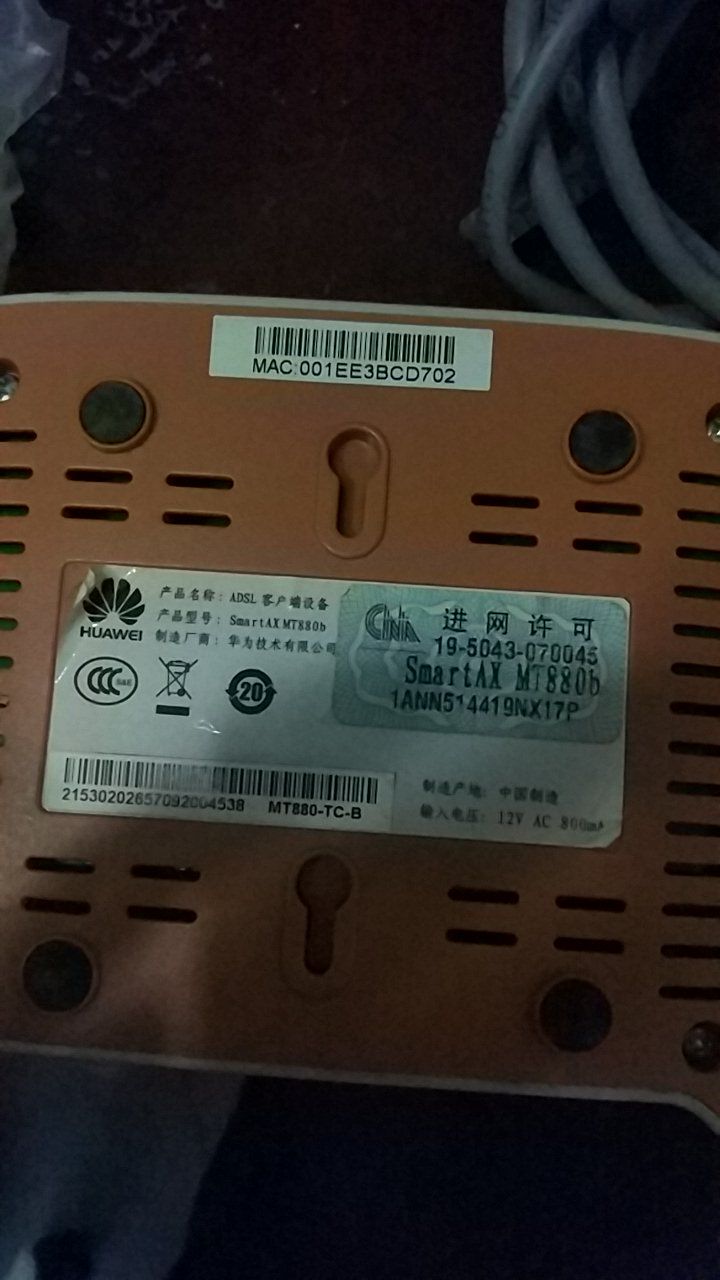 MAC:001EE3BCD702
HUAWEI
产品名称: ADSL 客户端设备
产品型号: SmartAX MT880b
制造厂商: 华为技术有限公司
CCC S&E
20
CNii
进网许可
19-5043-070045
SmartAX MT880b
1ANN514419NX17P
21530202657092004538 MT880-TC-B
制造产地: 中国制造
输入电压: 12V AC 800mA